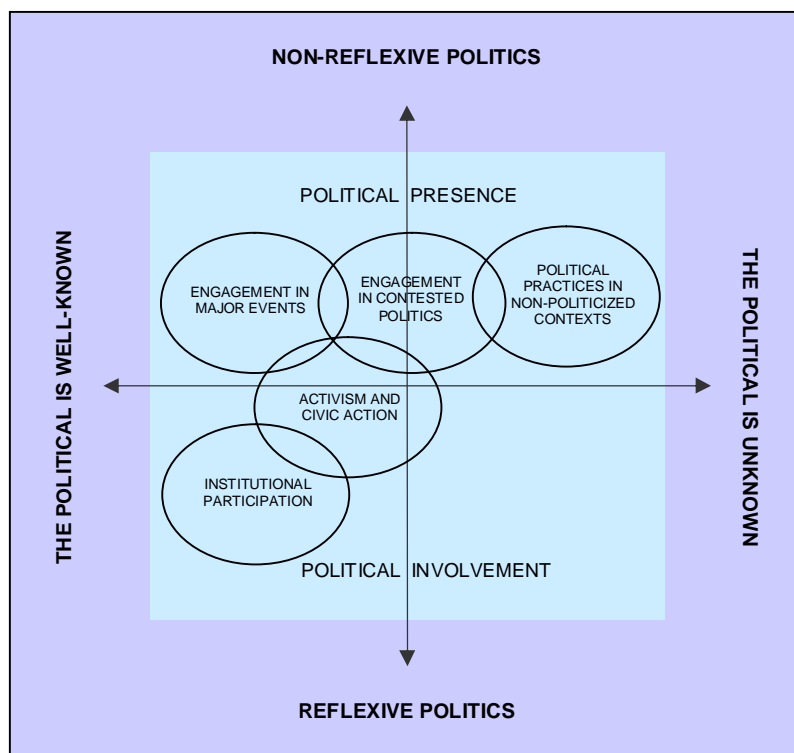 NON-REFLEXIVE POLITICS
POLITICAL PRESENCE
THE POLITICAL IS WELL-KNOWN
ENGAGEMENT IN
MAJOR EVENTS
ENGAGEMENT
IN CONTESTED
POLITICS
POLITICAL
PRACTICES IN
NON-POLITICIZED
CONTEXTS
THE POLITICAL IS UNKNOWN
ACTIVISM AND
CIVIC ACTION
INSTITUTIONAL
PARTICIPATION
POLITICAL INVOLVEMENT
REFLEXIVE POLITICS